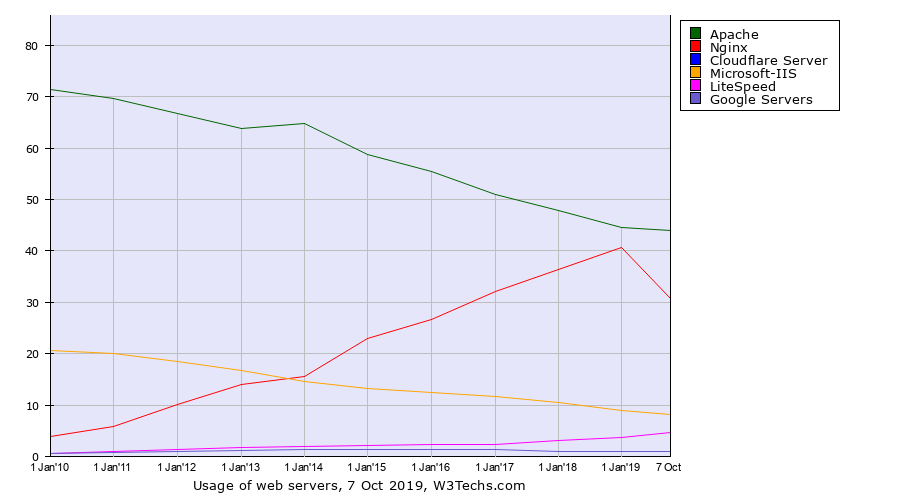 80
70
60
50
40
30
20
10
0
1 Jan'10 1 Jan'11 1 Jan'12 1 Jan'13 1 Jan'14 1 Jan'15 1 Jan'16 1 Jan'17 1 Jan'18 1 Jan'19 7 Oct
Usage of web servers, 7 Oct 2019, W3Techs.com
Apache
Nginx
Cloudflare Server
Microsoft-IIS
LiteSpeed
Google Servers